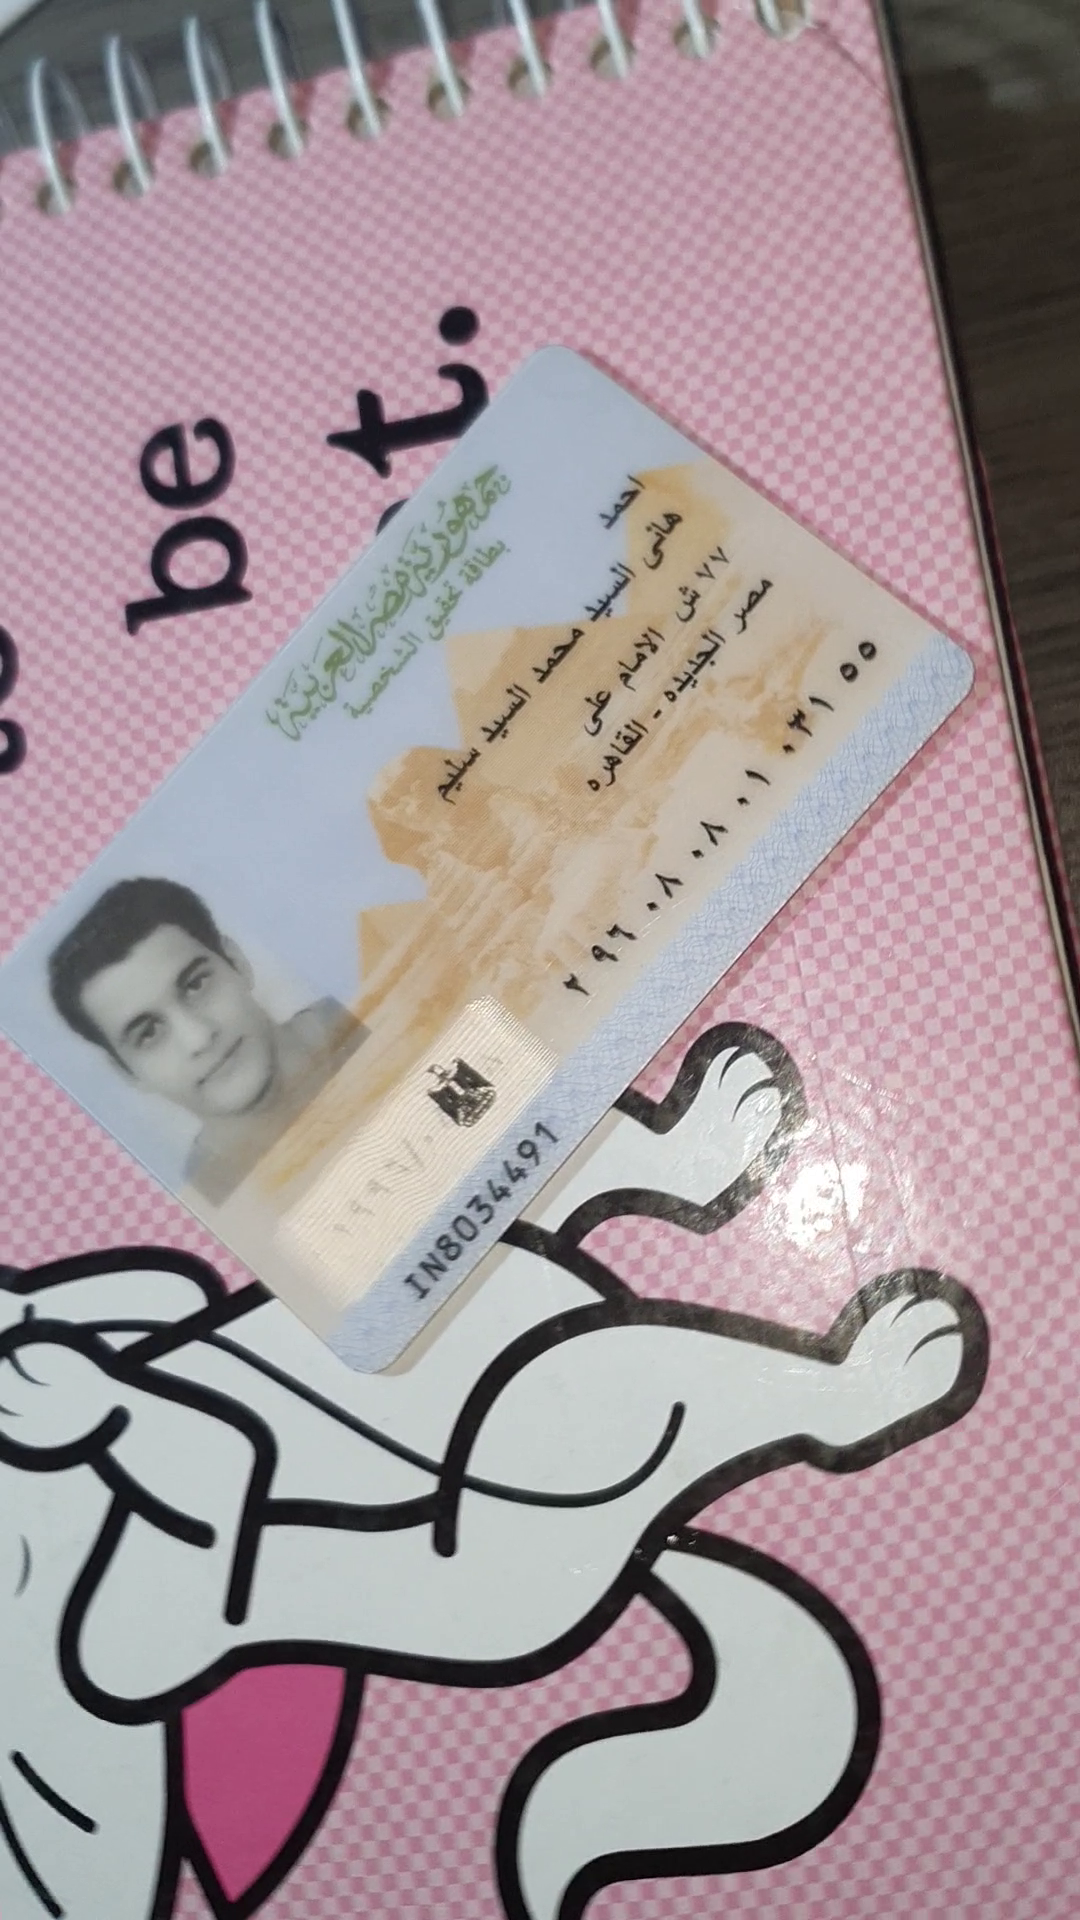 be
t.
جمهورية مصر العربية
بطاقة تحقيق الشخصية
احمد
هانى السيد محمد السيد سليم
٧٧ ش الامام على
مصر الجديده - القاهره
٢٩٦٠٨٠٨٠١٠٣١٥٥
IN8034491